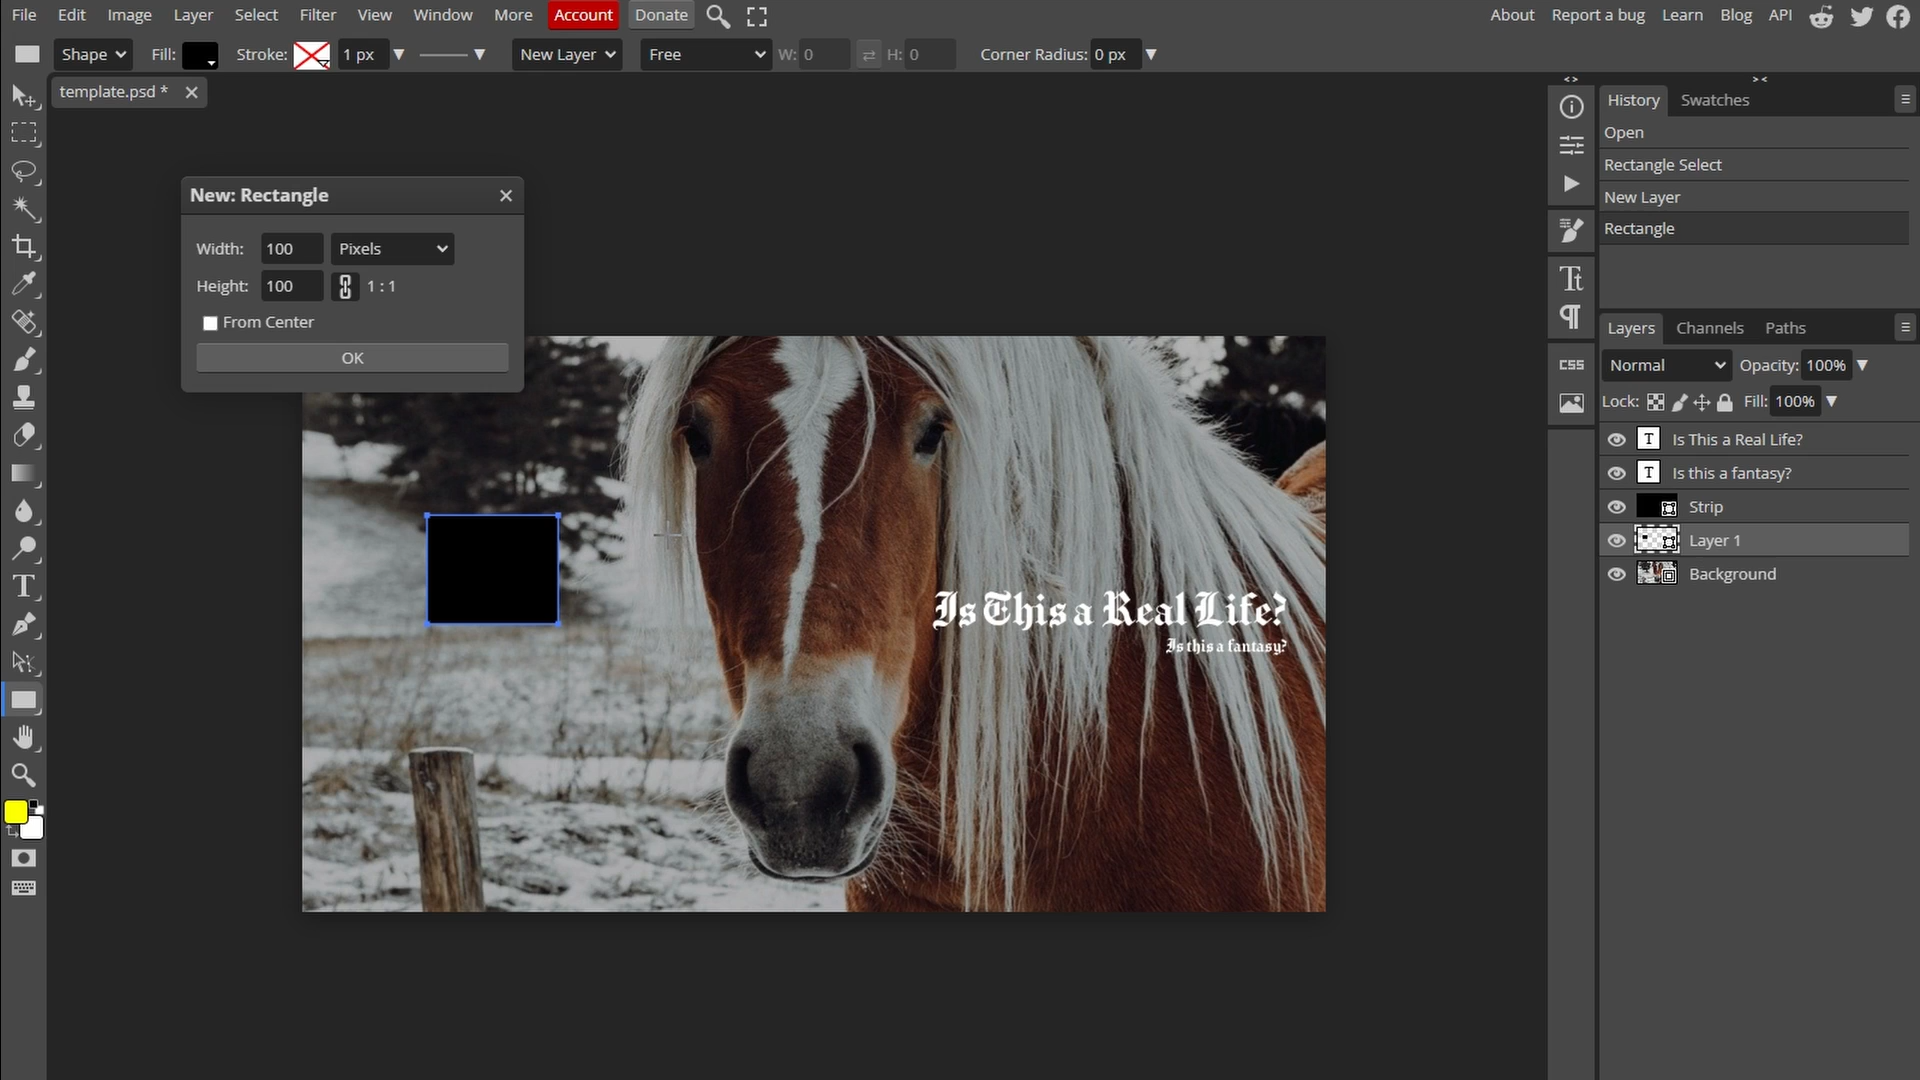 File Edit Image Layer Select Filter View Window More Account Donate About Report a bug Learn Blog API
Shape Fill: Stroke: 1 px New Layer Free W: 0 H: 0 Corner Radius: 0 px
template.psd *
New: Rectangle
Width: 100 Pixels
Height: 100 1 : 1
From Center
OK
Is This a Real Life?
Is this a fantasy?
CSS
History Swatches
Open
Rectangle Select
New Layer
Rectangle
Layers Channels Paths
Normal Opacity: 100%
Lock: Fill: 100%
T Is This a Real Life?
T Is this a fantasy?
Strip
Layer 1
Background